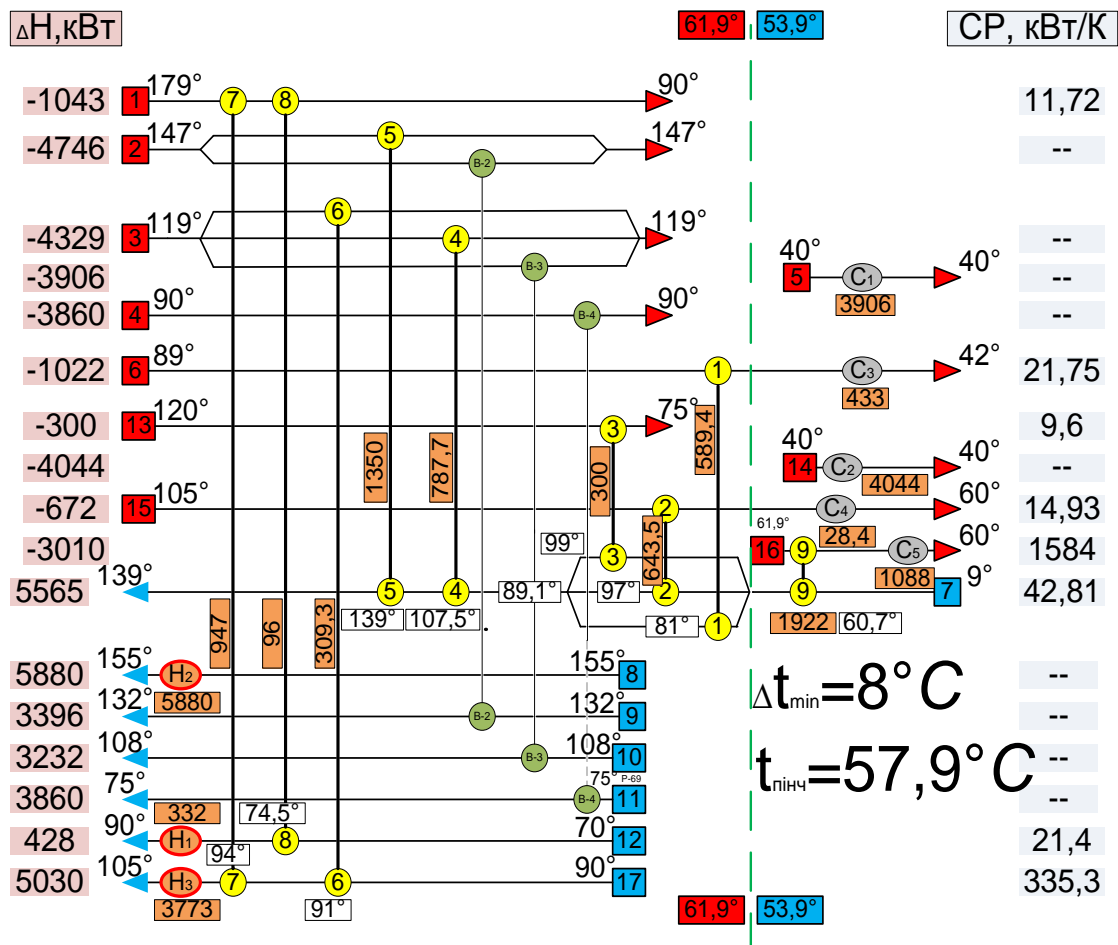 ΔH,кВт 61,9° 53,9° CP, кВт/К
-1043 1 179° 7 8 90° 11,72
-4746 2 147° 5 B-2 147° --
6
-4329 3 119° 4 119° --
-3906 B-3 40° 5 C1 40° --
3906
-3860 4 90° B-4 90° --
-1022 6 89° 1 C3 42° 21,75
433
-300 13 120° 3 75° 9,6
1350 787,7 300 589,4
-4044 40° 14 C2 40° --
4044
-672 15 105° 2 C4 60° 14,93
28,4
643,5
-3010 99° 3 61,9° 16 9 C5 60° 1584
1088
5565 139° 5 4 89,1° 97° 2 9 7 9° 42,81
139° 107,5° . 81° 1 1922 60,7°
947 96 309,3
5880 155° H2 155° 8 --
5880
Δtmin=8°C
3396 132° B-2 132° 9 --
3232 108° B-3 108° 10 --
tпінч=57,9°C
3860 75° B-4 75° P-69 11 --
332 74,5°
428 90° H1 8 70° 12 21,4
94°
5030 105° H3 7 6 90° 17 335,3
3773 91° 61,9° 53,9°